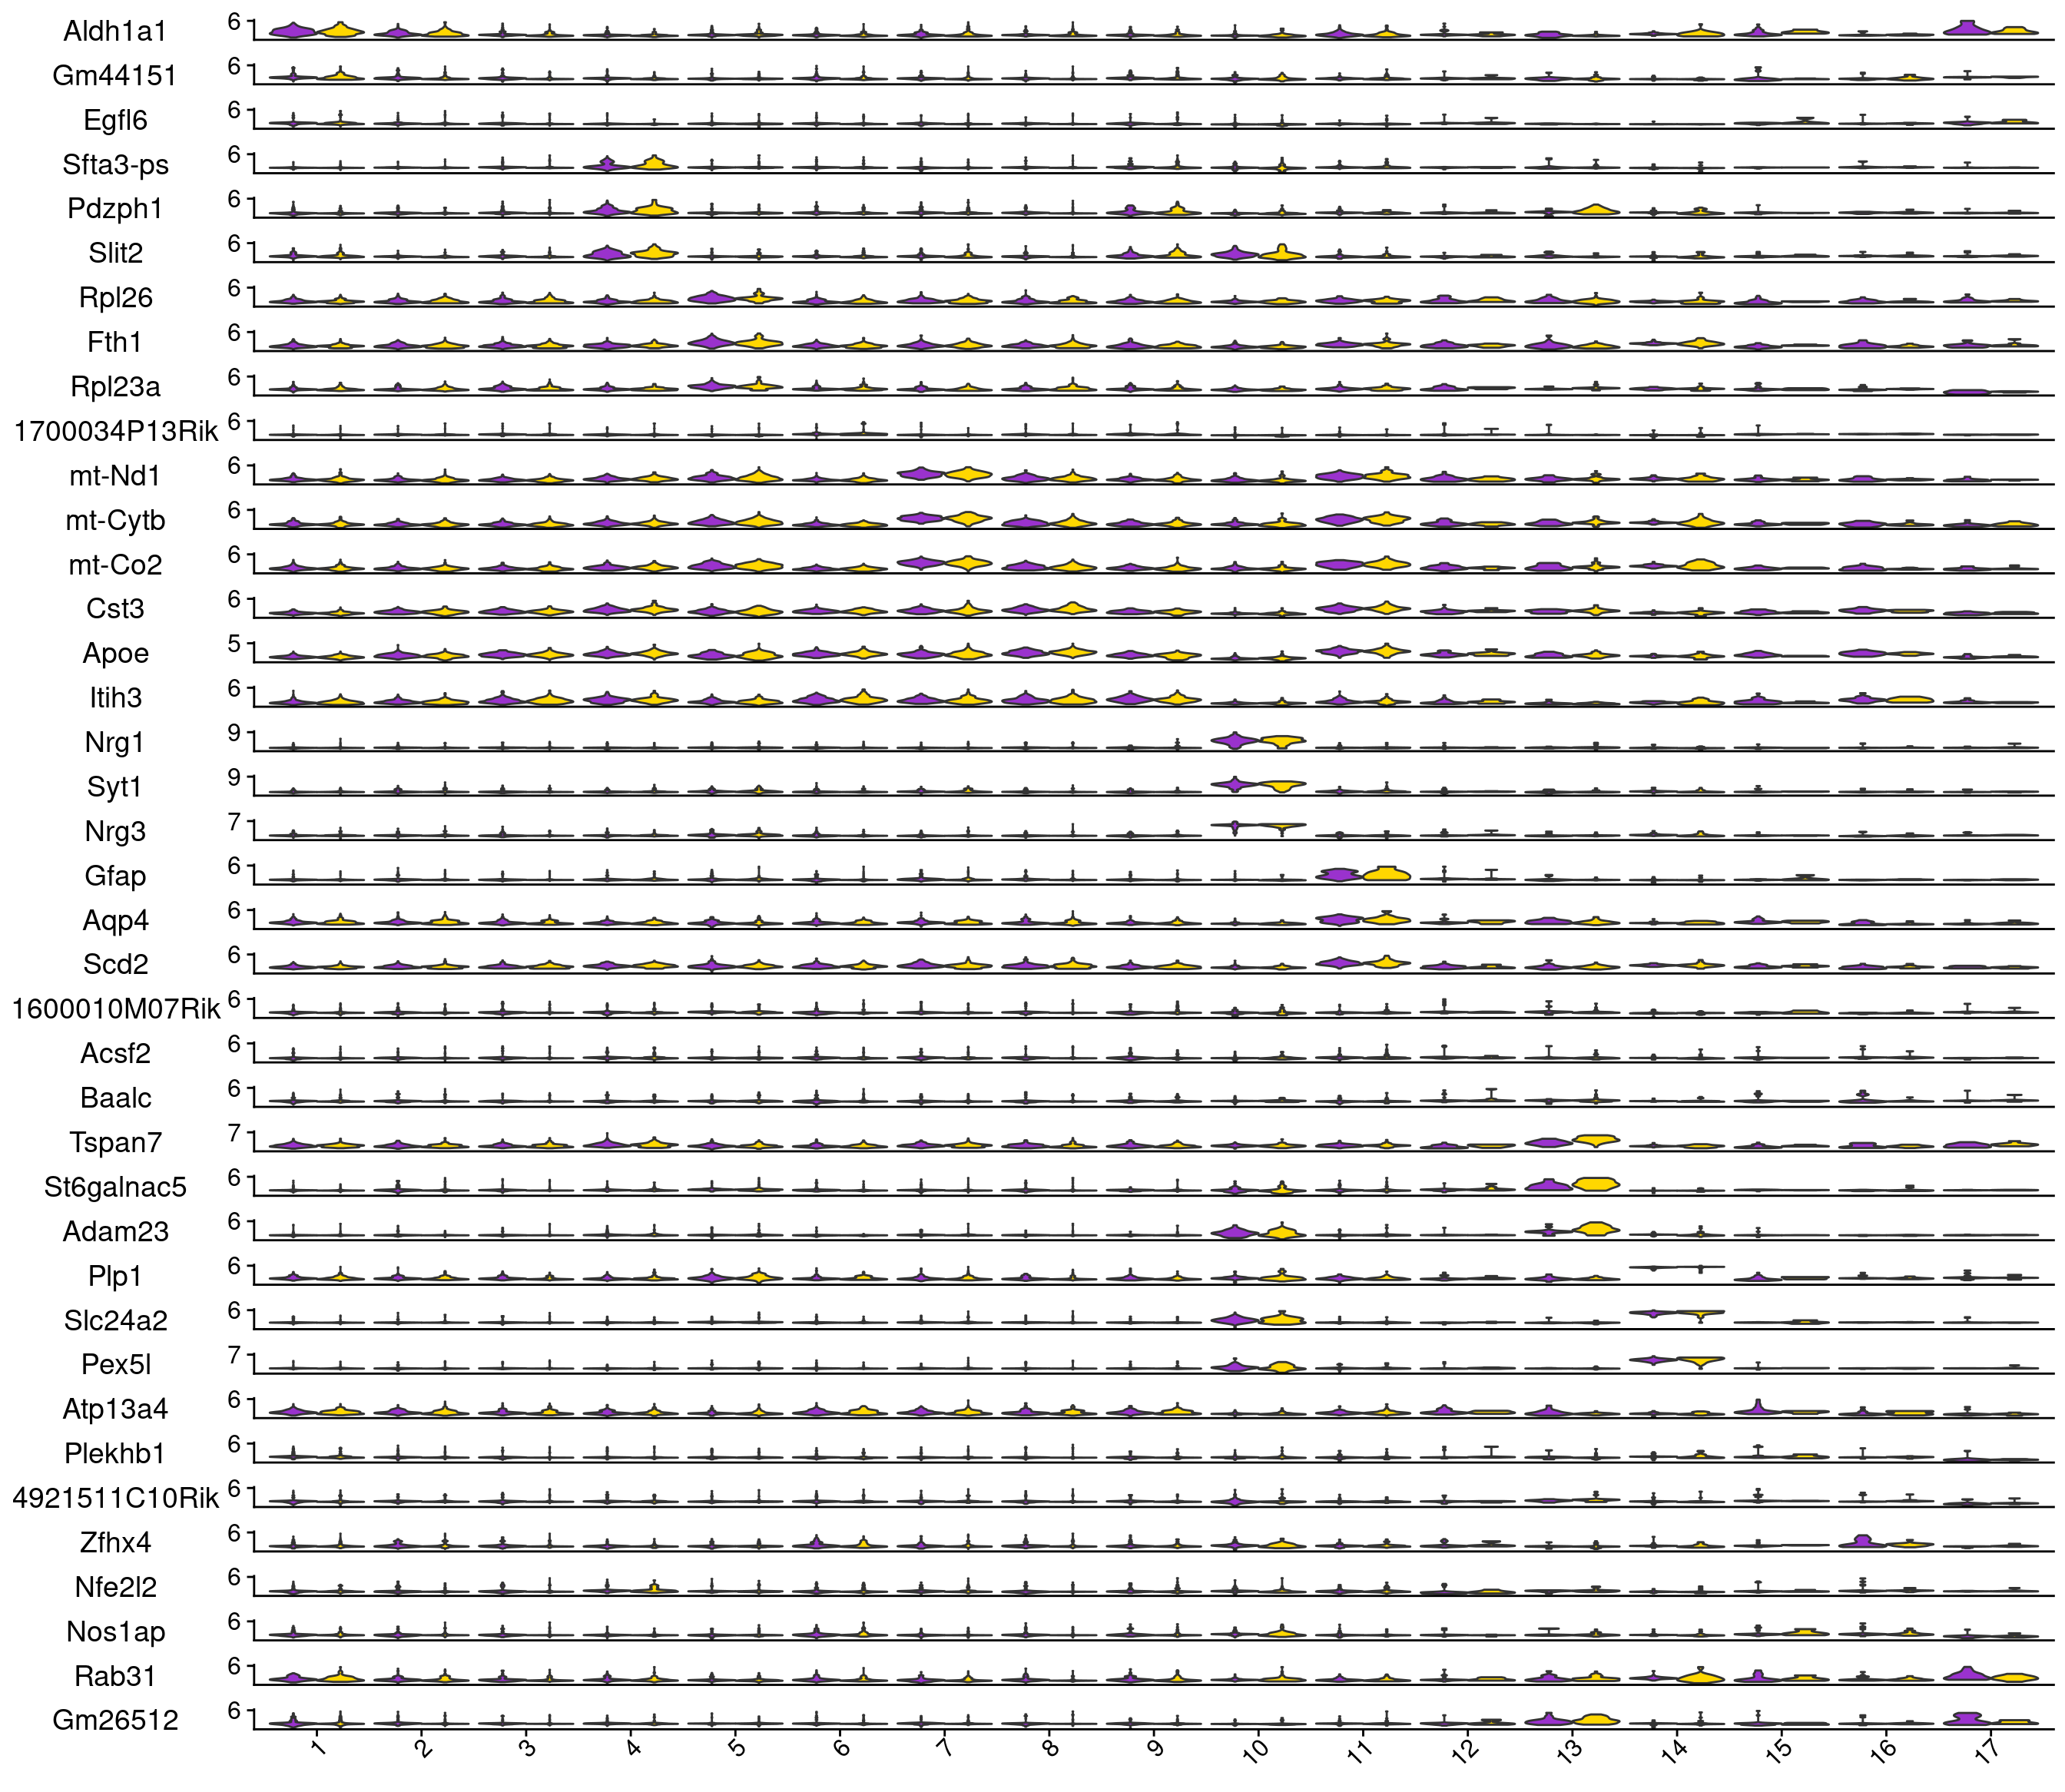 Aldh1a1 6
Gm44151 6
Egfl6 6
Sfta3-ps 6
Pdzph1 6
Slit2 6
Rpl26 6
Fth1 6
Rpl23a 6
1700034P13Rik 6
mt-Nd1 6
mt-Cytb 6
mt-Co2 6
Cst3 6
Apoe 5
Itih3 6
Nrg1 9
Syt1 9
Nrg3 7
Gfap 6
Aqp4 6
Scd2 6
1600010M07Rik 6
Acsf2 6
Baalc 6
Tspan7 7
St6galnac5 6
Adam23 6
Plp1 6
Slc24a2 6
Pex5l 7
Atp13a4 6
Plekhb1 6
4921511C10Rik 6
Zfhx4 6
Nfe2l2 6
Nos1ap 6
Rab31 6
Gm26512 6
1 2 3 4 5 6 7 8 9 10 11 12 13 14 15 16 17